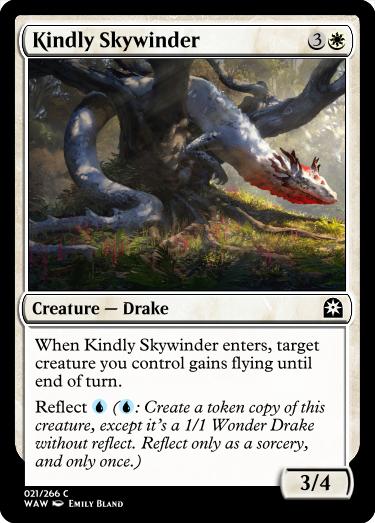 Kindly Skywinder 3
Creature — Drake
When Kindly Skywinder enters, target
creature you control gains flying until
end of turn.
Reflect (: Create a token copy of this
creature, except it's a 1/1 Wonder Drake
without reflect. Reflect only as a sorcery,
and only once.)
3/4
021/266 C
WAW Emily Bland